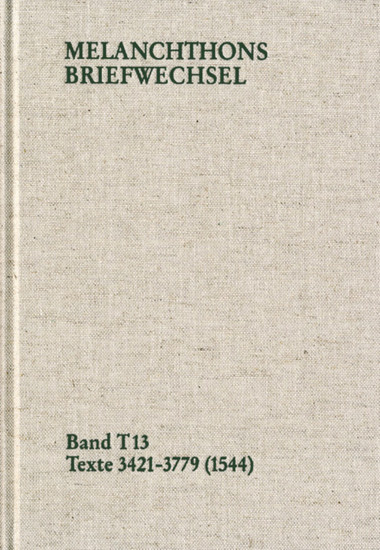 MELANCHTHONS
BRIEFWECHSEL
Band T 13
Texte 3421-3779 (1544)